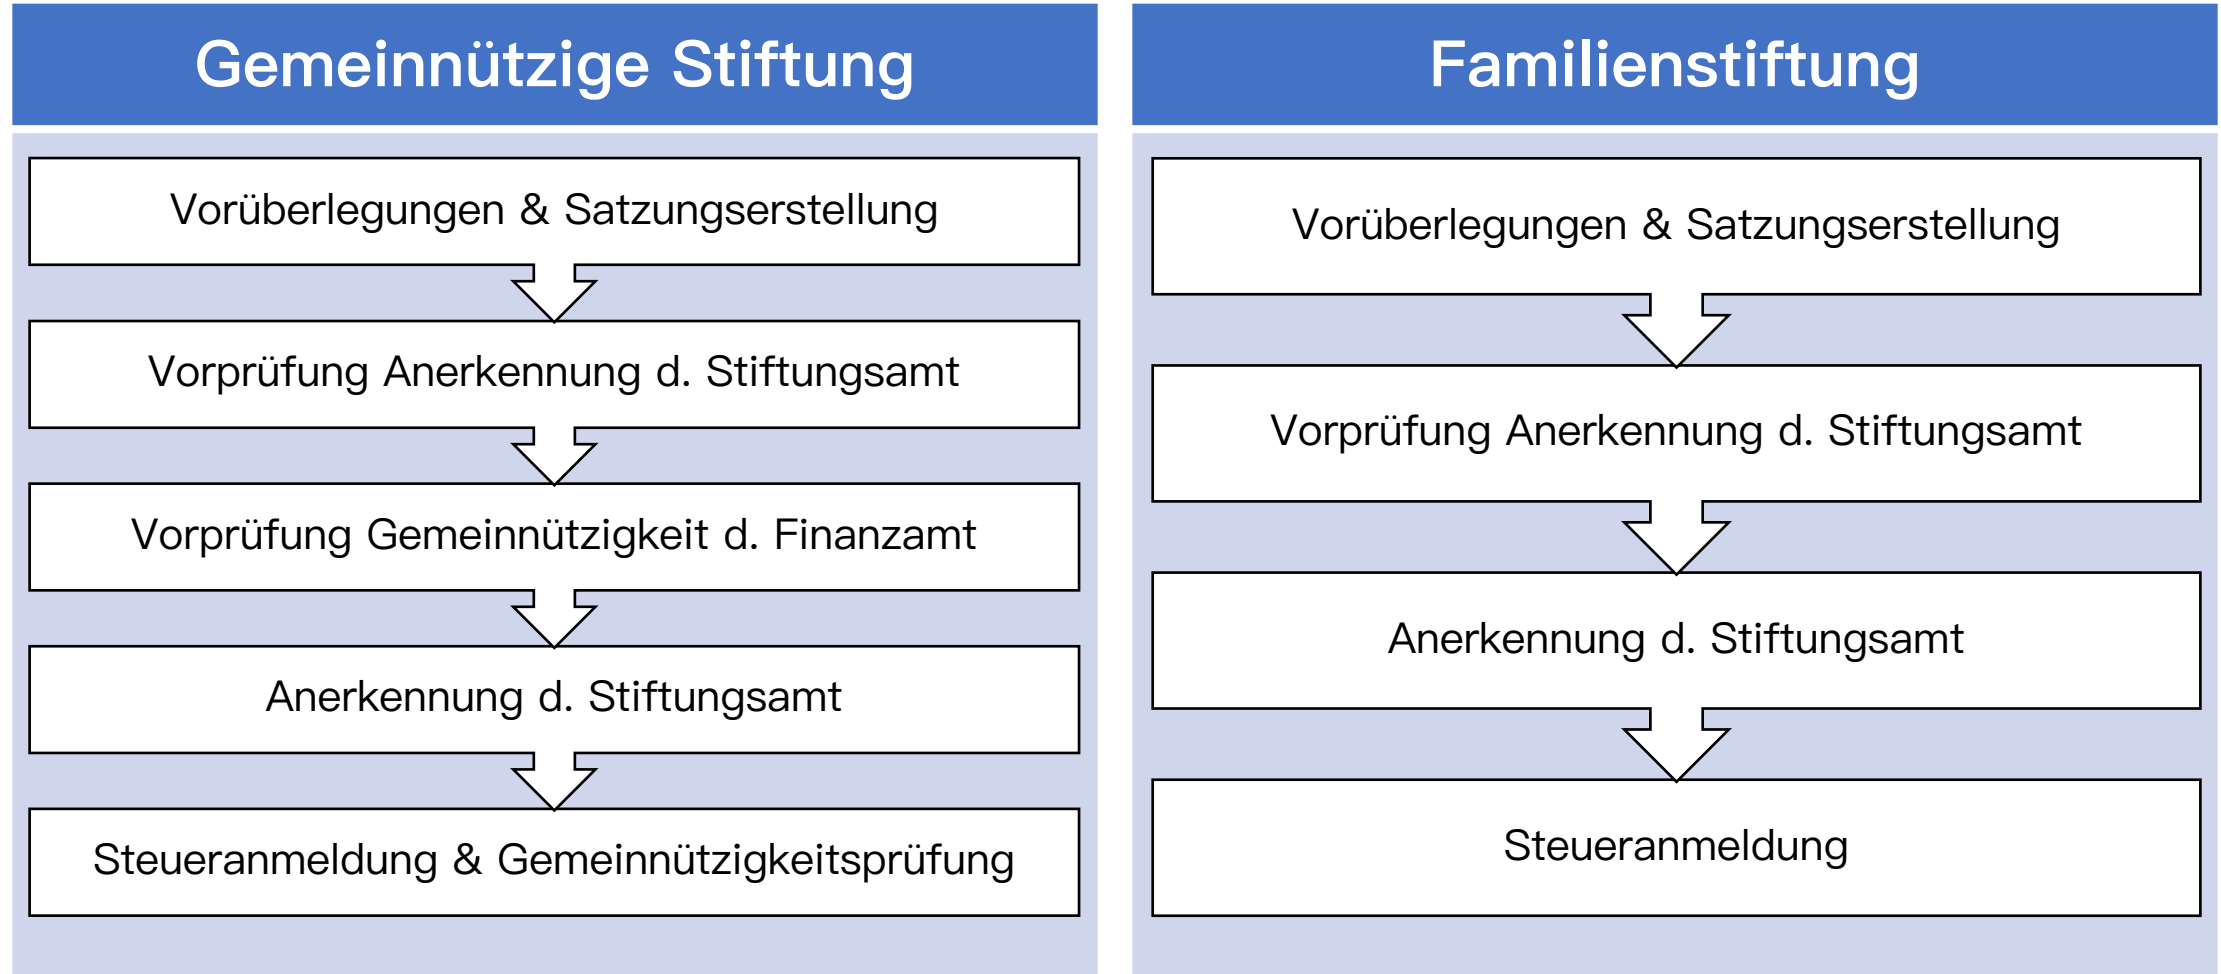 Gemeinnützige Stiftung
Vorüberlegungen & Satzungserstellung
Vorprüfung Anerkennung d. Stiftungsamt
Vorprüfung Gemeinnützigkeit d. Finanzamt
Anerkennung d. Stiftungsamt
Steueranmeldung & Gemeinnützigkeitsprüfung
Familienstiftung
Vorüberlegungen & Satzungserstellung
Vorprüfung Anerkennung d. Stiftungsamt
Anerkennung d. Stiftungsamt
Steueranmeldung